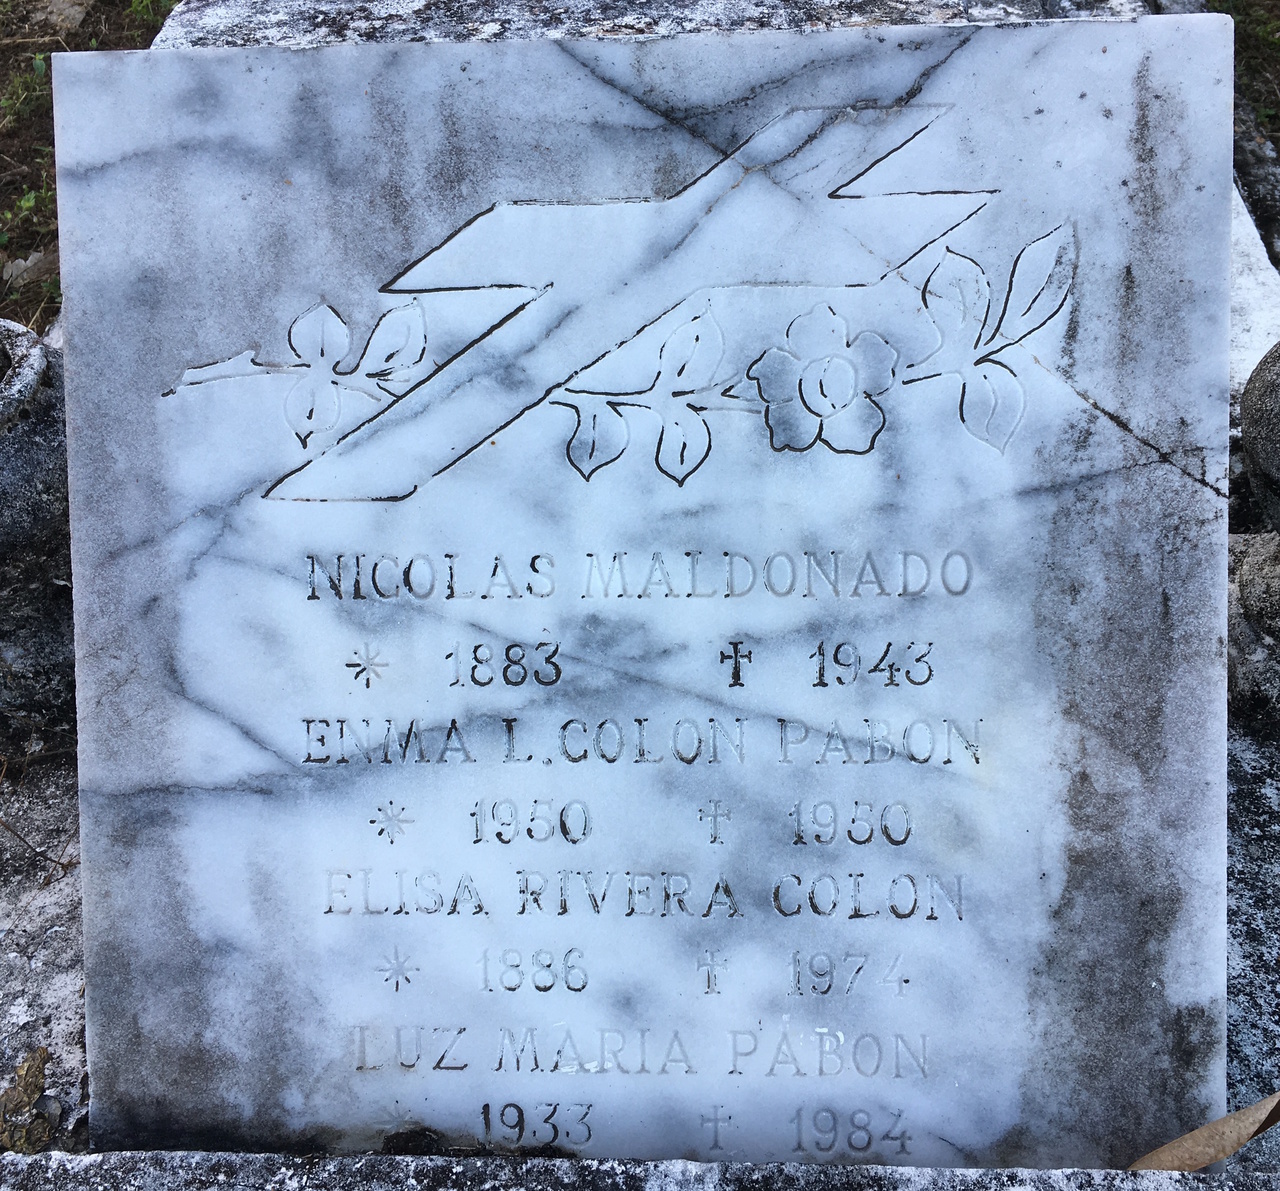 NICOLAS MALDONADO
* 1883 ✝ 1943
ENMA L. COLON PABON
* 1950 ✝ 1950
ELISA RIVERA COLON
* 1886 ✝ 1974
LUZ MARIA PABON
* 1933 ✝ 1984